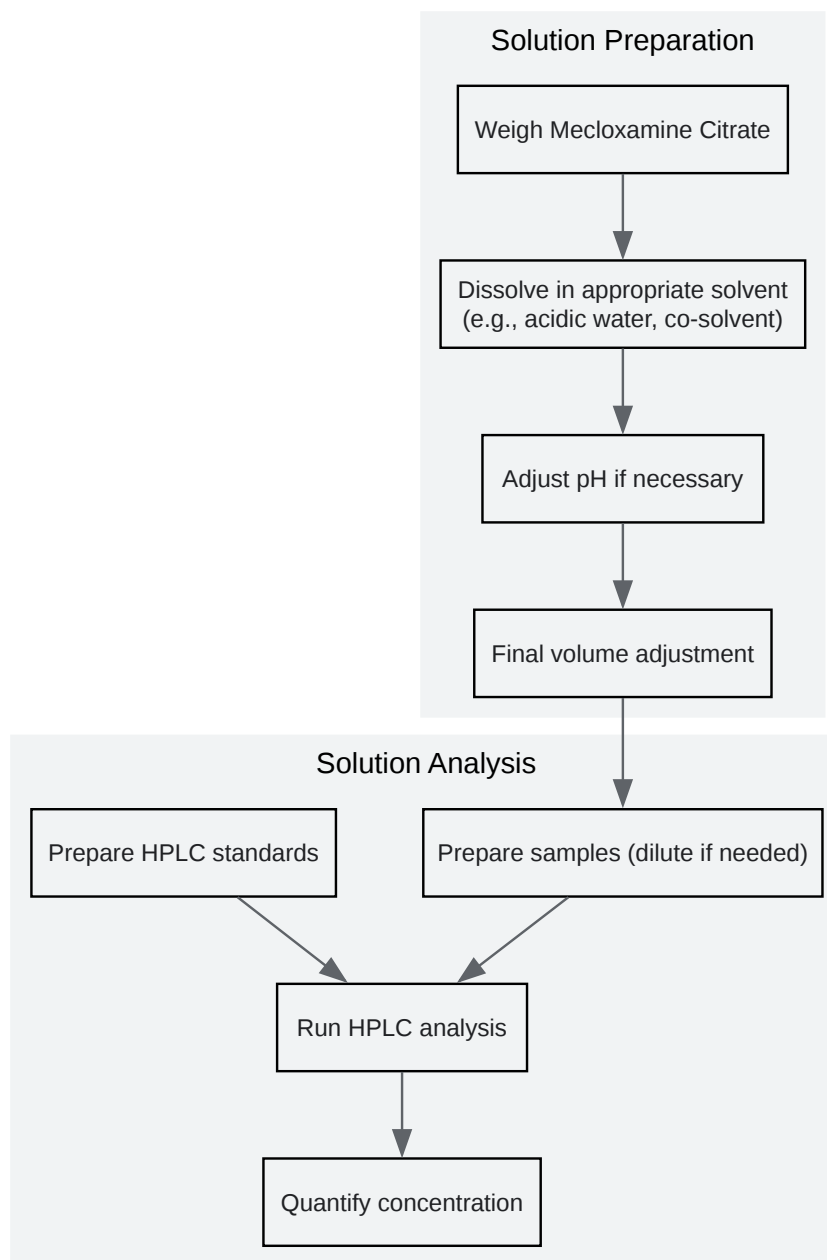 Solution Preparation
Weigh Mecloxamine Citrate
Dissolve in appropriate solvent
(e.g., acidic water, co-solvent)
Adjust pH if necessary
Final volume adjustment
Solution Analysis
Prepare HPLC standards
Prepare samples (dilute if needed)
Run HPLC analysis
Quantify concentration